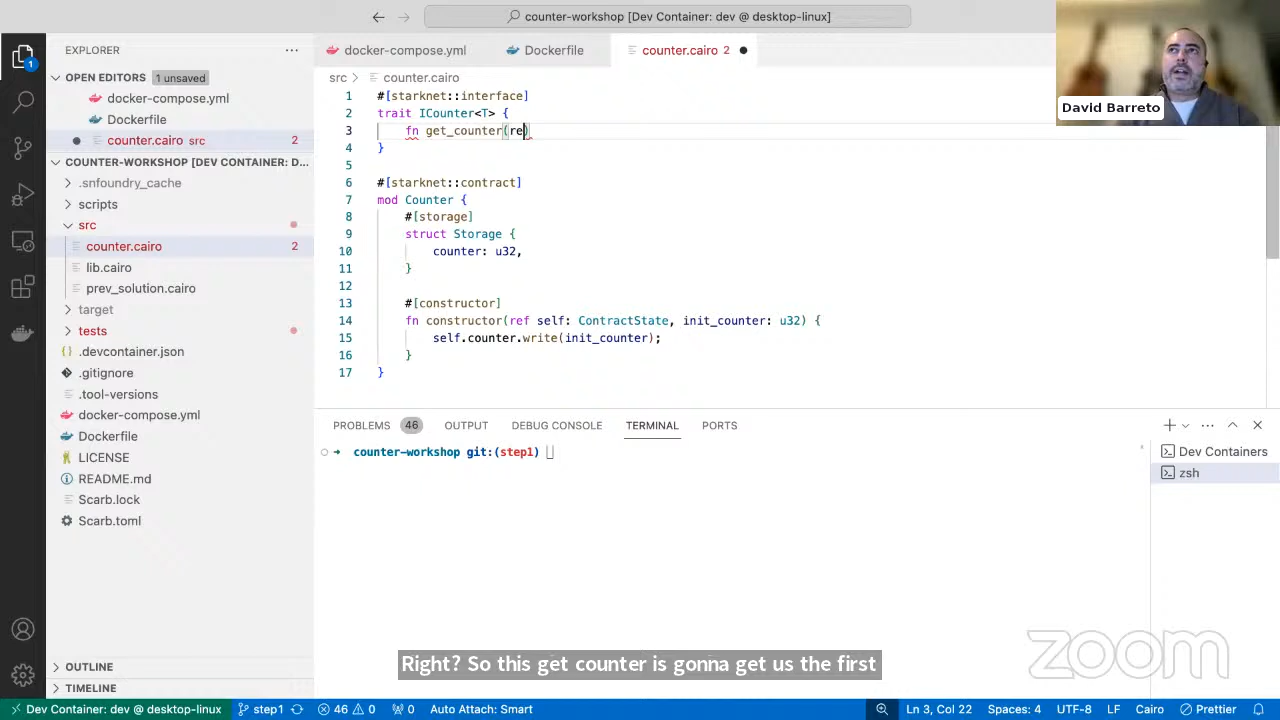 counter-workshop [Dev Container: dev @ desktop-linux]
EXPLORER
docker-compose.yml
Dockerfile
counter.cairo 2
David Barreto
OPEN EDITORS 1 unsaved
docker-compose.yml
Dockerfile
counter.cairo src 2
COUNTER-WORKSHOP [DEV CONTAINER: D...
.snfoundry_cache
scripts
src
counter.cairo 2
lib.cairo
prev_solution.cairo
target
tests
.devcontainer.json
.gitignore
.tool-versions
docker-compose.yml
Dockerfile
LICENSE
README.md
Scarb.lock
Scarb.toml
OUTLINE
TIMELINE
src > counter.cairo
1 #[starknet::interface]
2 trait ICounter<T> {
3 fn get_counter(re)
4 }
5
6 #[starknet::contract]
7 mod Counter {
8 #[storage]
9 struct Storage {
10 counter: u32,
11 }
12
13 #[constructor]
14 fn constructor(ref self: ContractState, init_counter: u32) {
15 self.counter.write(init_counter);
16 }
17 }
PROBLEMS 46 OUTPUT DEBUG CONSOLE TERMINAL PORTS
counter-workshop git:(step1)
Dev Containers
zsh
Right? So this get counter is gonna get us the first
zoom
Dev Container: dev @ desktop-linux step1 46 0 0 Auto Attach: Smart Ln 3, Col 22 Spaces: 4 UTF-8 LF Cairo Prettier
1